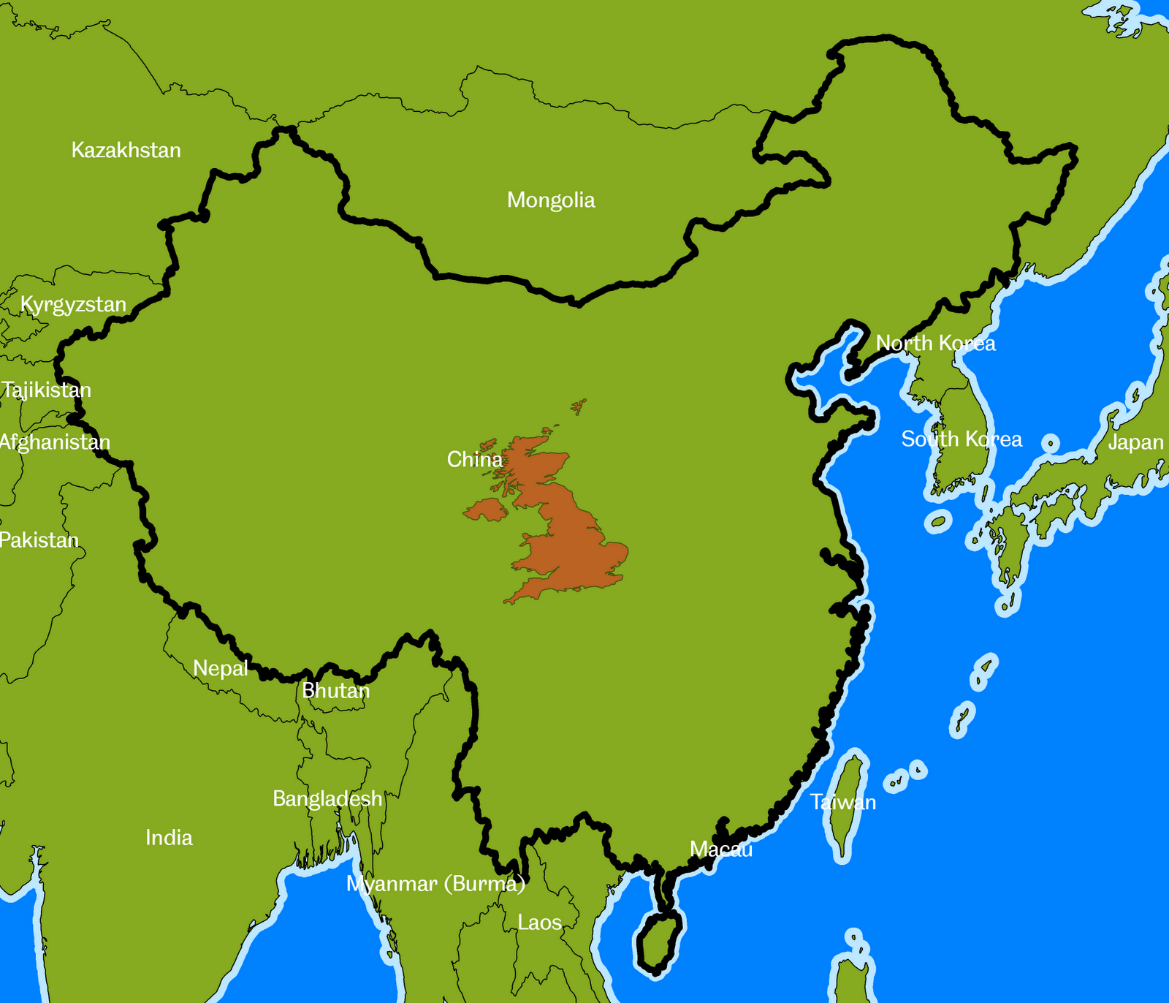 Kazakhstan
Mongolia
Kyrgyzstan
North Korea
Tajikistan
Afghanistan
South Korea
Japan
China
Pakistan
Nepal
Bhutan
Bangladesh
Taiwan
India
Macau
Myanmar (Burma)
Laos